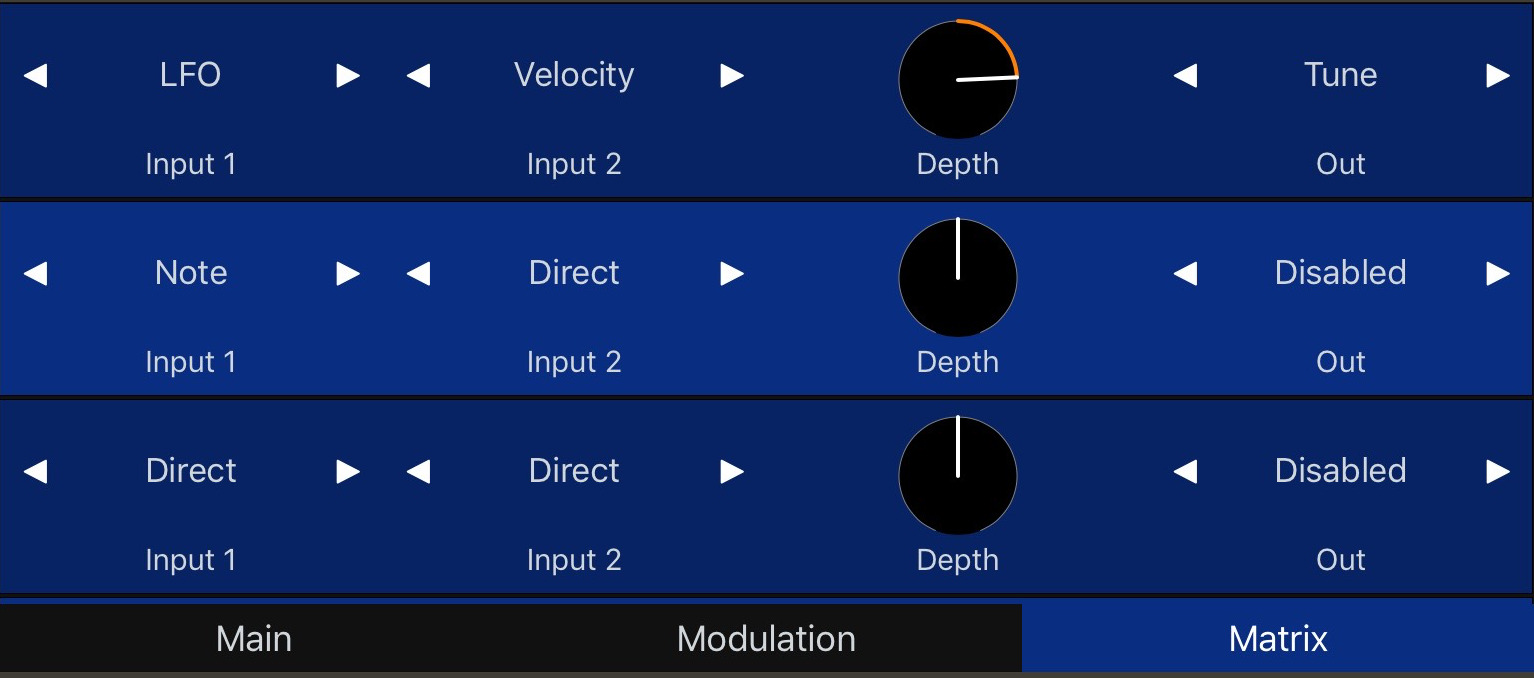 LFO Velocity Tune
Input 1 Input 2 Depth Out
Note Direct Disabled
Input 1 Input 2 Depth Out
Direct Direct Disabled
Input 1 Input 2 Depth Out
Main Modulation Matrix